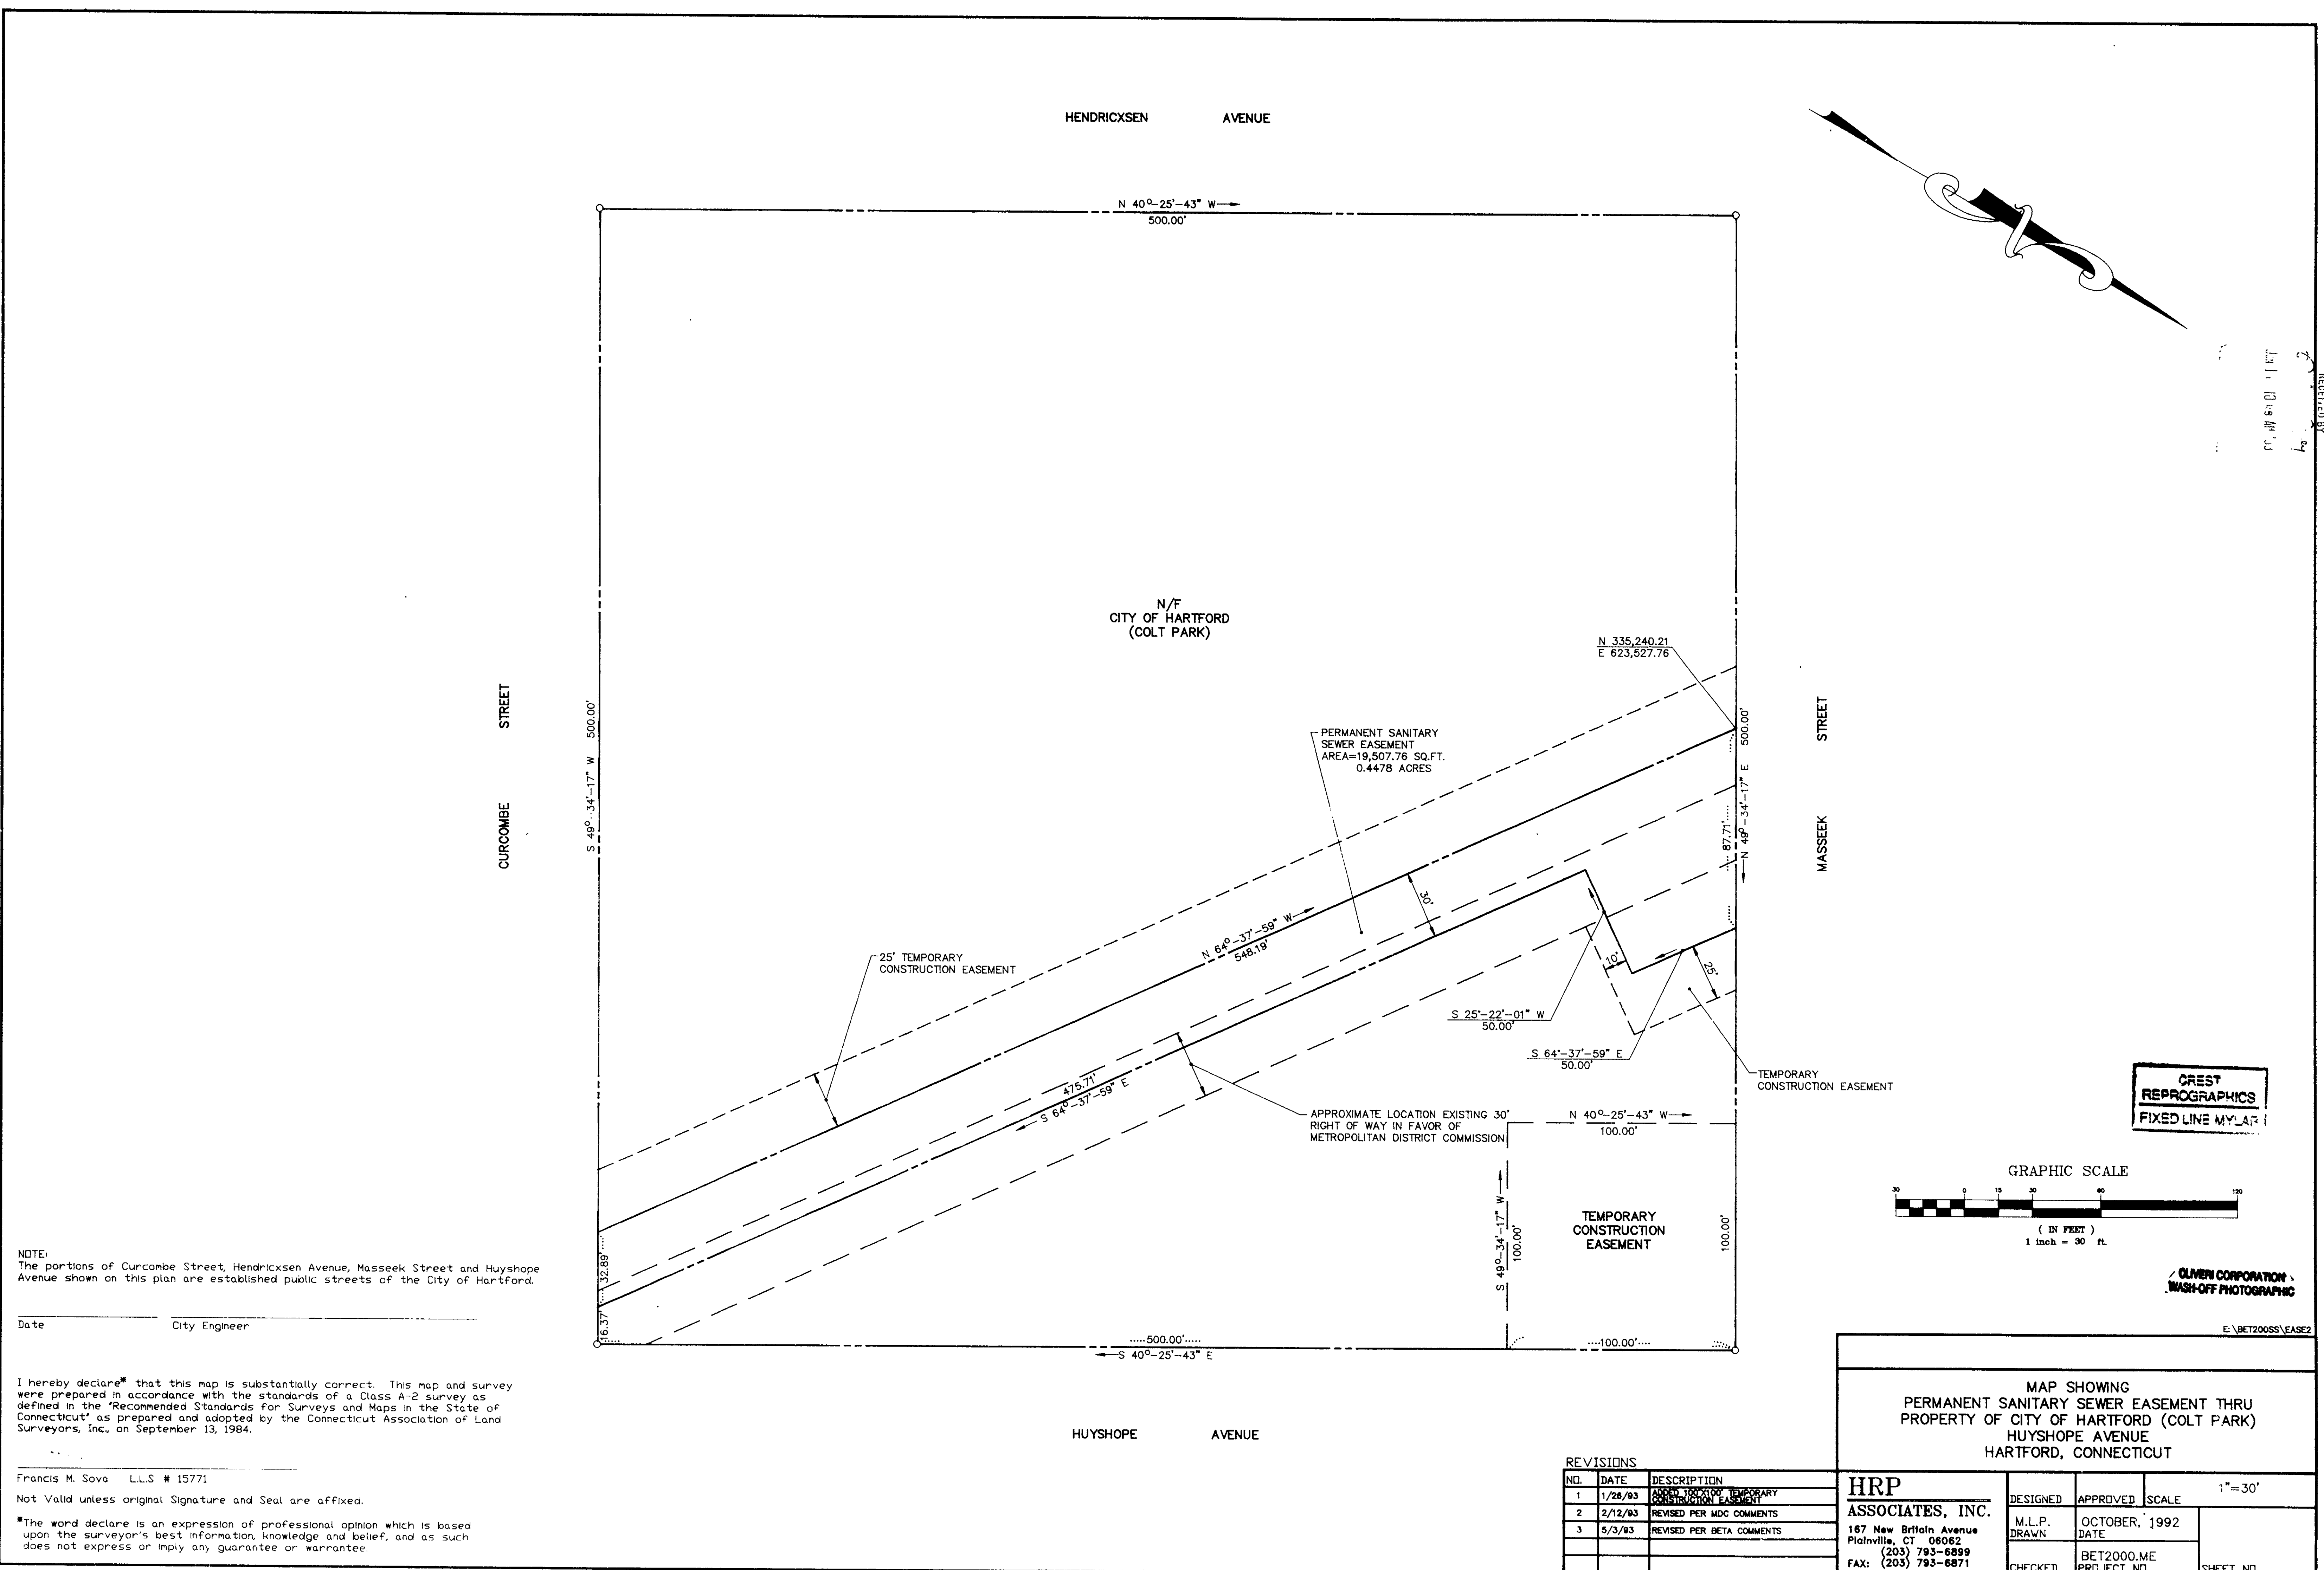 HENDRICXSEN AVENUE
N 40º-25'-43" W
500.00'
N/F
CITY OF HARTFORD
(COLT PARK)
N 335,240.21
E 623,527.76
CURCOMBE STREET
S 49º-34'-17" W 500.00'
MASSEEK STREET
500.00'
N 49º-34'-17" E
87.71'
PERMANENT SANITARY
SEWER EASEMENT
AREA=19,507.76 SQ.FT.
0.4478 ACRES
30'
N 64º-37'-59" W
548.19'
25' TEMPORARY
CONSTRUCTION EASEMENT
10'
25'
S 25°-22'-01" W
50.00'
S 64°-37'-59" E
50.00'
475.71'
S 64º-37'-59" E
TEMPORARY
CONSTRUCTION EASEMENT
APPROXIMATE LOCATION EXISTING 30'
RIGHT OF WAY IN FAVOR OF
METROPOLITAN DISTRICT COMMISSION
N 40º-25'-43" W
100.00'
S 49º-34'-17" W
100.00'
TEMPORARY
CONSTRUCTION
EASEMENT
100.00'
32.89'
16.37'
500.00'
S 40º-25'-43" E
100.00'
HUYSHOPE AVENUE
CREST
REPROGRAPHICS
FIXED LINE MYLAR
GRAPHIC SCALE
30 0 15 30 60 120
( IN FEET )
1 inch = 30 ft.
OLIVERI CORPORATION
WASH-OFF PHOTOGRAPHIC
E:\BET200SS\EASE2
NOTE:
The portions of Curcombe Street, Hendricxsen Avenue, Masseek Street and Huyshope
Avenue shown on this plan are established public streets of the City of Hartford.
Date City Engineer
I hereby declare* that this map is substantially correct. This map and survey
were prepared in accordance with the standards of a Class A-2 survey as
defined in the "Recommended Standards for Surveys and Maps in the State of
Connecticut" as prepared and adopted by the Connecticut Association of Land
Surveyors, Inc., on September 13, 1984.
Francis M. Sova L.L.S # 15771
Not Valid unless original Signature and Seal are affixed.
*The word declare is an expression of professional opinion which is based
upon the surveyor's best information, knowledge and belief, and as such
does not express or imply any guarantee or warrantee.
REVISIONS
NO. DATE DESCRIPTION
1 1/26/93 ADDED 100'X100' TEMPORARY
CONSTRUCTION EASEMENT
2 2/12/93 REVISED PER MDC COMMENTS
3 5/3/93 REVISED PER BETA COMMENTS
MAP SHOWING
PERMANENT SANITARY SEWER EASEMENT THRU
PROPERTY OF CITY OF HARTFORD (COLT PARK)
HUYSHOPE AVENUE
HARTFORD, CONNECTICUT
HRP
ASSOCIATES, INC.
167 New Britain Avenue
Plainville, CT 06062
(203) 793-6899
FAX: (203) 793-6871
DESIGNED APPROVED SCALE 1"=30'
M.L.P.
DRAWN
OCTOBER, 1992
DATE
CHECKED
BET2000.ME
PROJECT NO.
SHEET NO.